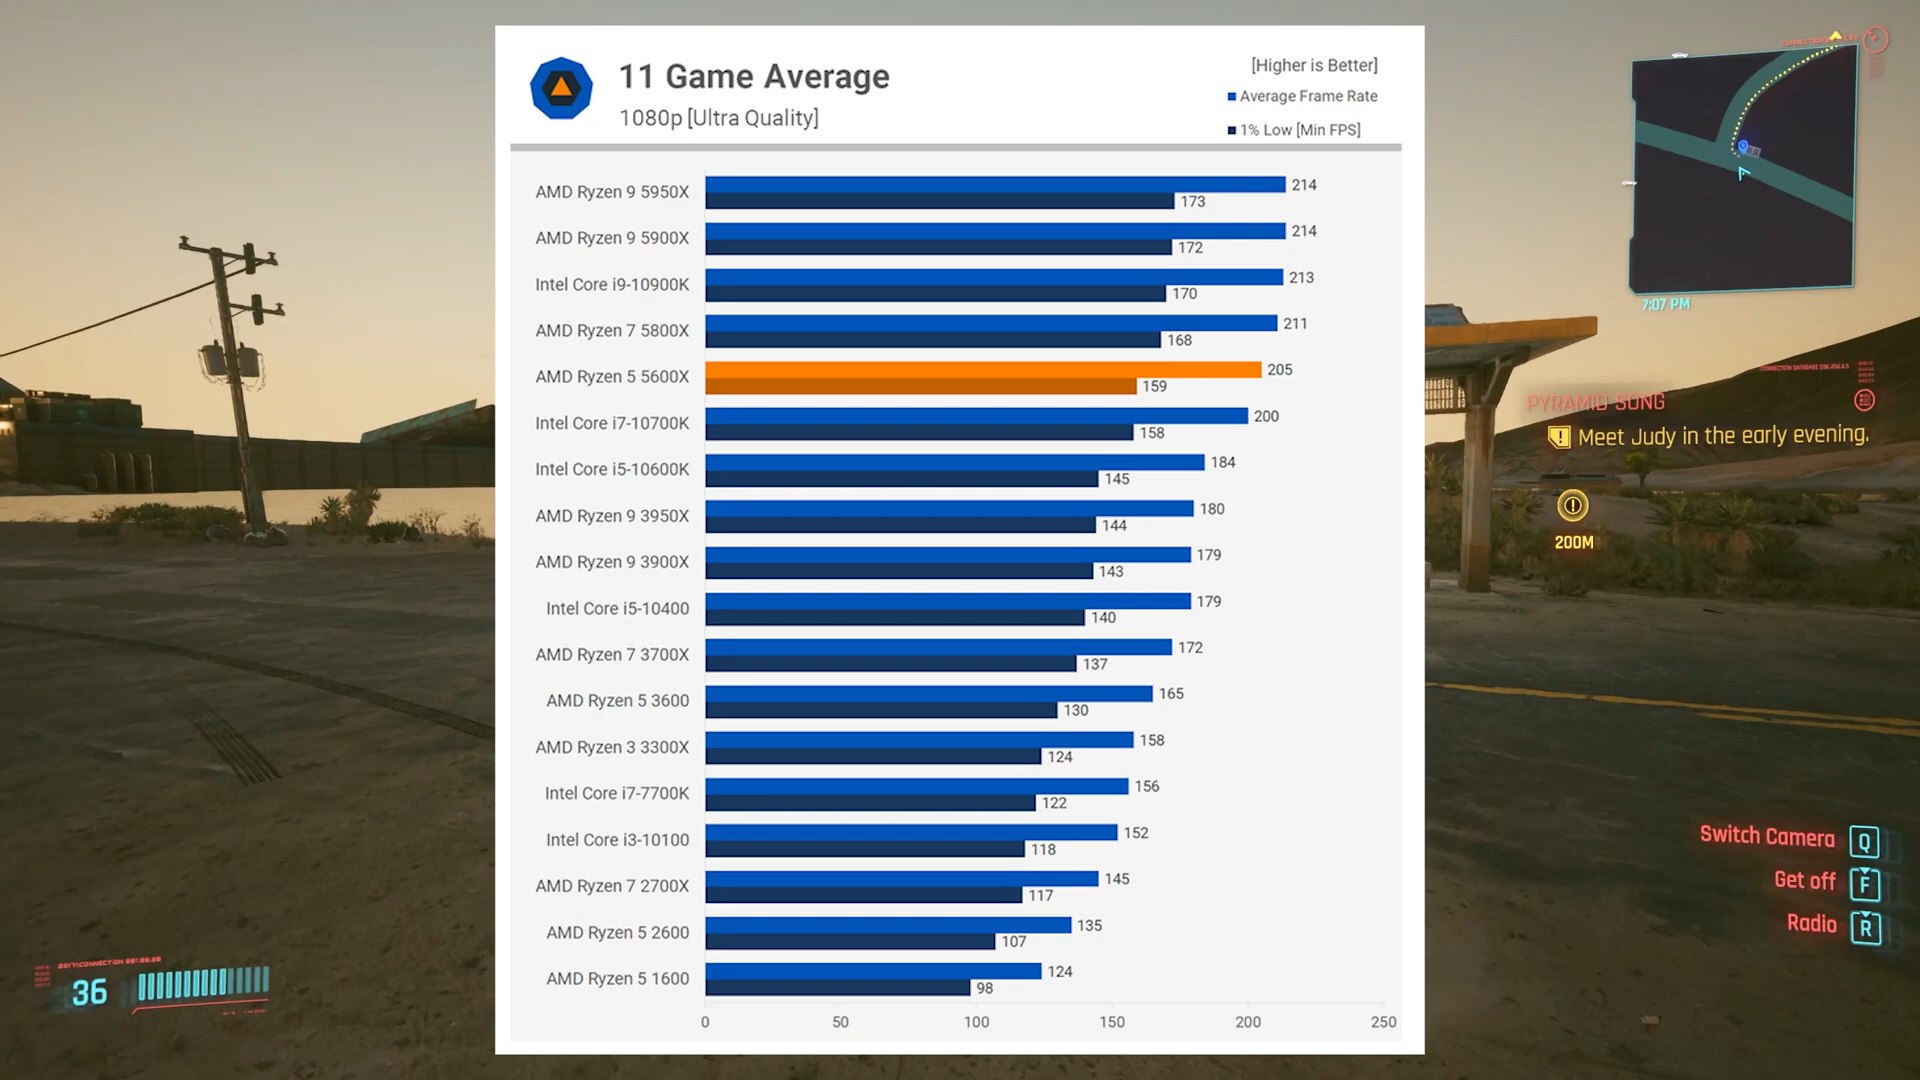 11 Game Average
1080p [Ultra Quality]
[Higher is Better]
Average Frame Rate
1% Low [Min FPS]
AMD Ryzen 9 5950X 214
173
AMD Ryzen 9 5900X 214
172
Intel Core i9-10900K 213
170
AMD Ryzen 7 5800X 211
168
AMD Ryzen 5 5600X 205
159
Intel Core i7-10700K 200
158
Intel Core i5-10600K 184
145
AMD Ryzen 9 3950X 180
144
AMD Ryzen 9 3900X 179
143
Intel Core i5-10400 179
140
AMD Ryzen 7 3700X 172
137
AMD Ryzen 5 3600 165
130
AMD Ryzen 3 3300X 158
124
Intel Core i7-7700K 156
122
Intel Core i3-10100 152
118
AMD Ryzen 7 2700X 145
117
AMD Ryzen 5 2600 135
107
AMD Ryzen 5 1600 124
98
0 50 100 150 200 250
7:07 PM
PYRAMID SONG
Meet Judy in the early evening.
200M
Switch Camera Q
Get off F
Radio R
36